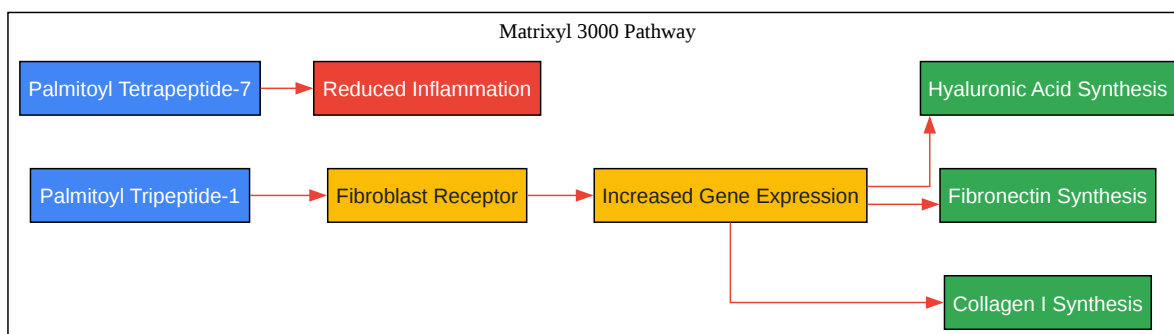 Matrixyl 3000 Pathway
Palmitoyl Tetrapeptide-7
Reduced Inflammation
Hyaluronic Acid Synthesis
Palmitoyl Tripeptide-1
Fibroblast Receptor
Increased Gene Expression
Fibronectin Synthesis
Collagen I Synthesis